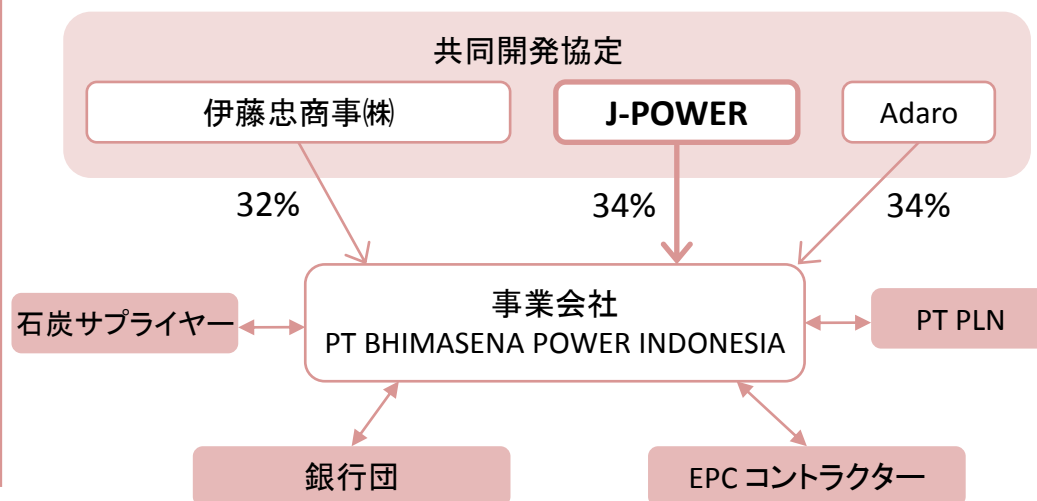 共同開発協定
伊藤忠商事㈱
J-POWER
Adaro
32%
34%
34%
事業会社
PT BHIMASENA POWER INDONESIA
石炭サプライヤー
PT PLN
銀行団
EPC コントラクター